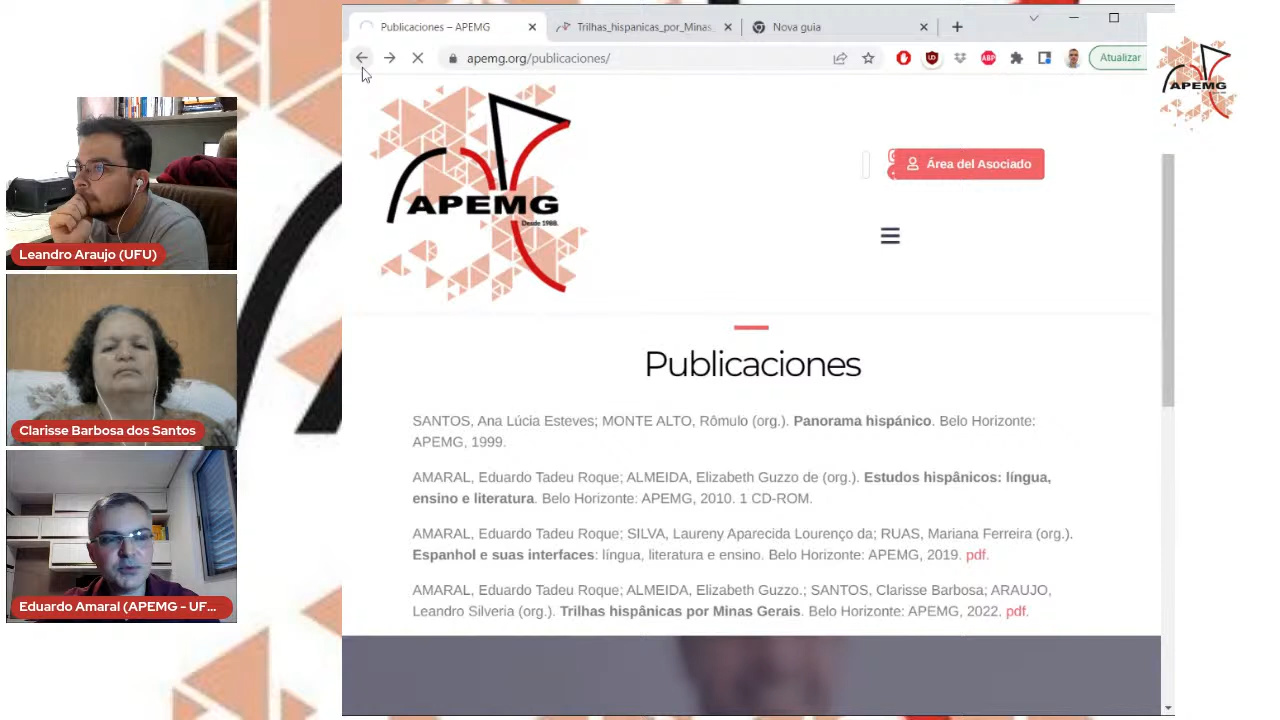 Publicaciones – APEMG
Trilhas_hispanicas_por_Minas_
Nova guia
apemg.org/publicaciones/
ABP
Atualizar
APEMG
APEMG
Desde 1988.
Área del Asociado
Publicaciones
SANTOS, Ana Lúcia Esteves; MONTE ALTO, Rômulo (org.). Panorama hispánico. Belo Horizonte:
APEMG, 1999.
AMARAL, Eduardo Tadeu Roque; ALMEIDA, Elizabeth Guzzo de (org.). Estudos hispânicos: língua,
ensino e literatura. Belo Horizonte: APEMG, 2010. 1 CD-ROM.
AMARAL, Eduardo Tadeu Roque; SILVA, Laureny Aparecida Lourenço da; RUAS, Mariana Ferreira (org.).
Espanhol e suas interfaces: língua, literatura e ensino. Belo Horizonte: APEMG, 2019. pdf.
AMARAL, Eduardo Tadeu Roque; ALMEIDA, Elizabeth Guzzo.; SANTOS, Clarisse Barbosa; ARAUJO,
Leandro Silveria (org.). Trilhas hispânicas por Minas Gerais. Belo Horizonte: APEMG, 2022. pdf.
Leandro Araujo (UFU)
Clarisse Barbosa dos Santos
Eduardo Amaral (APEMG - UF...